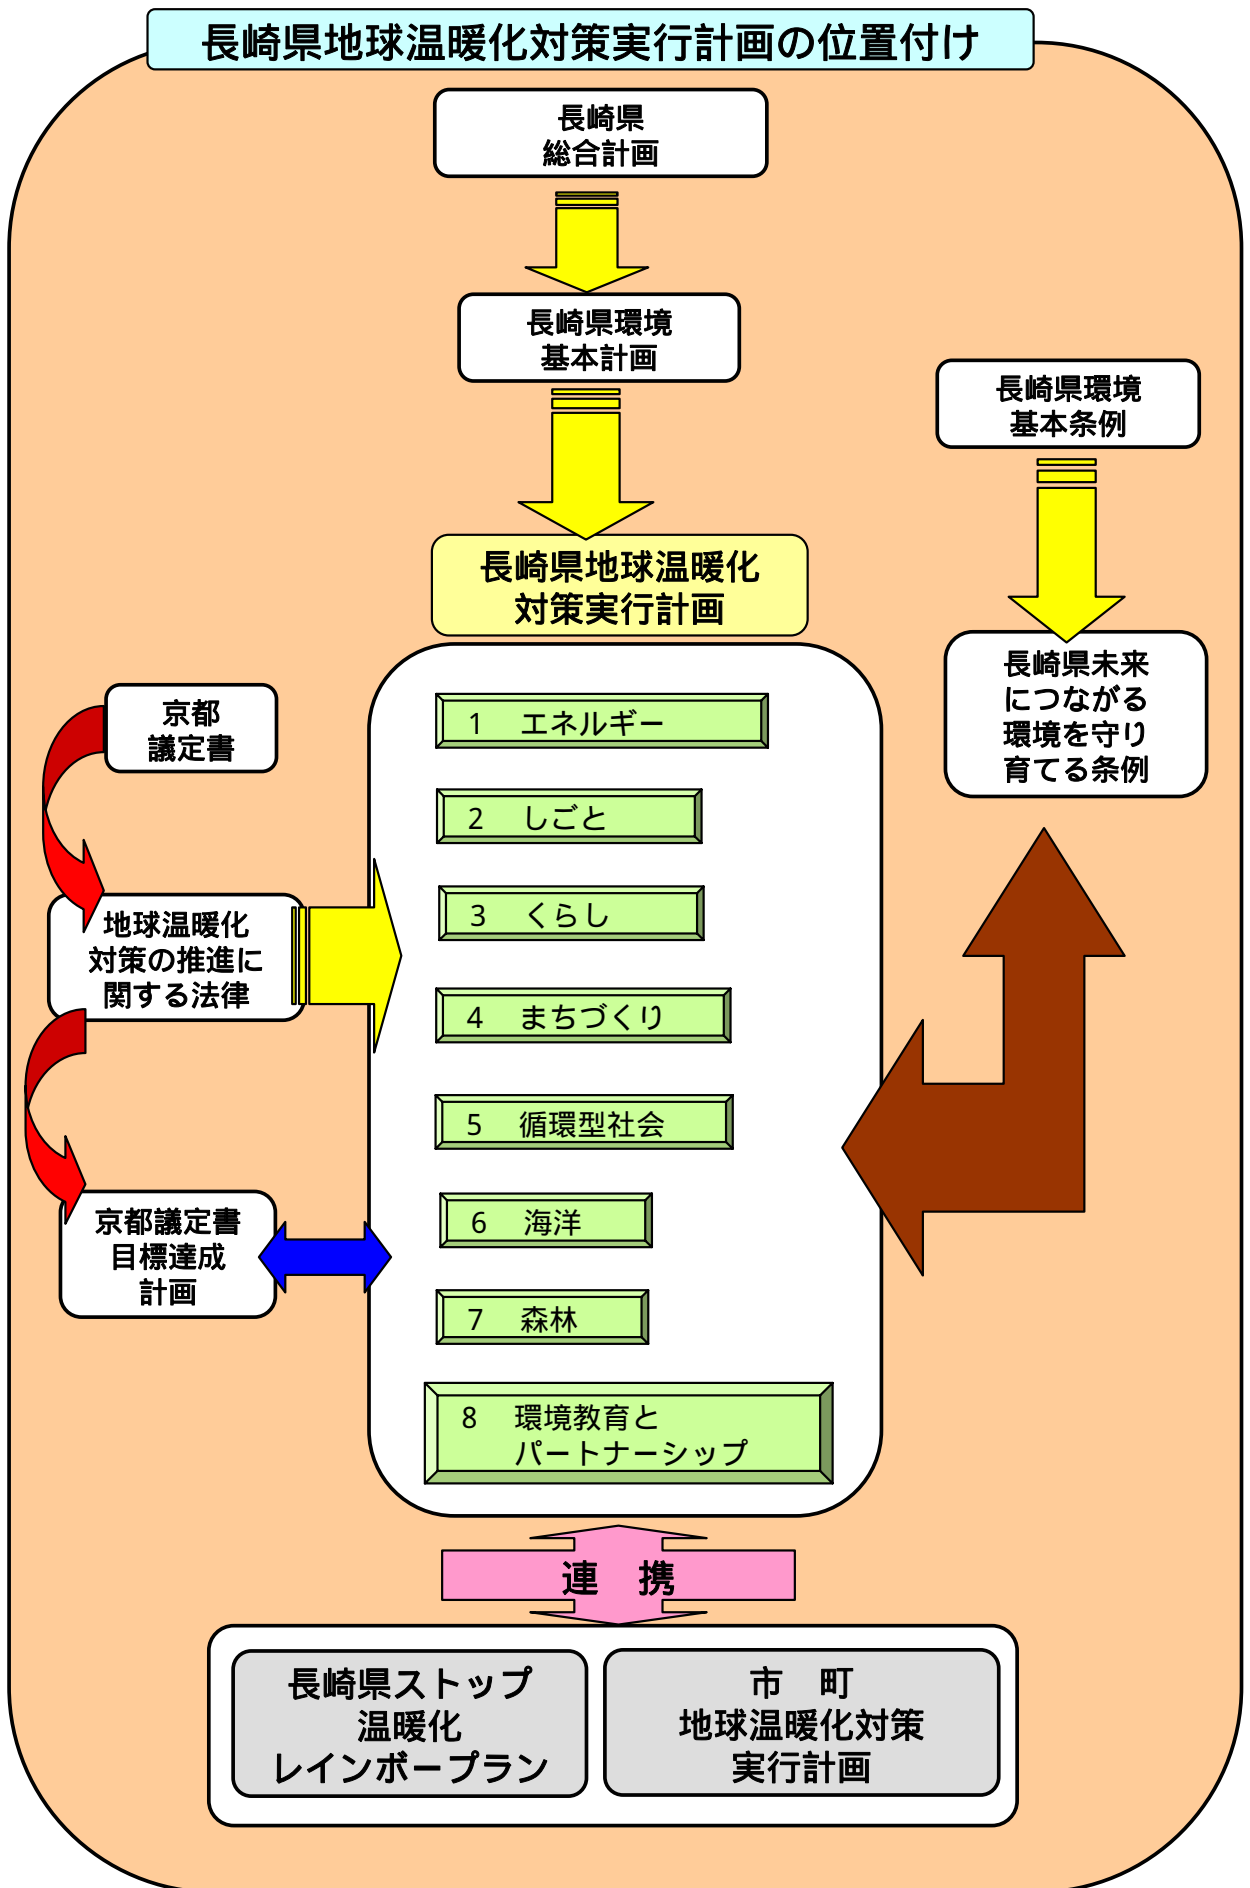 長崎県地球温暖化対策実行計画の位置付け
長崎県
総合計画
長崎県環境
基本計画
長崎県環境
基本条例
長崎県地球温暖化
対策実行計画
長崎県未来
につながる
環境を守り
育てる条例
京都
議定書
地球温暖化
対策の推進に
関する法律
京都議定書
目標達成
計画
1　エネルギー
2　しごと
3　くらし
4　まちづくり
5　循環型社会
6　海洋
7　森林
8　環境教育と
パートナーシップ
連　携
長崎県ストップ
温暖化
レインボープラン
市　町
地球温暖化対策
実行計画